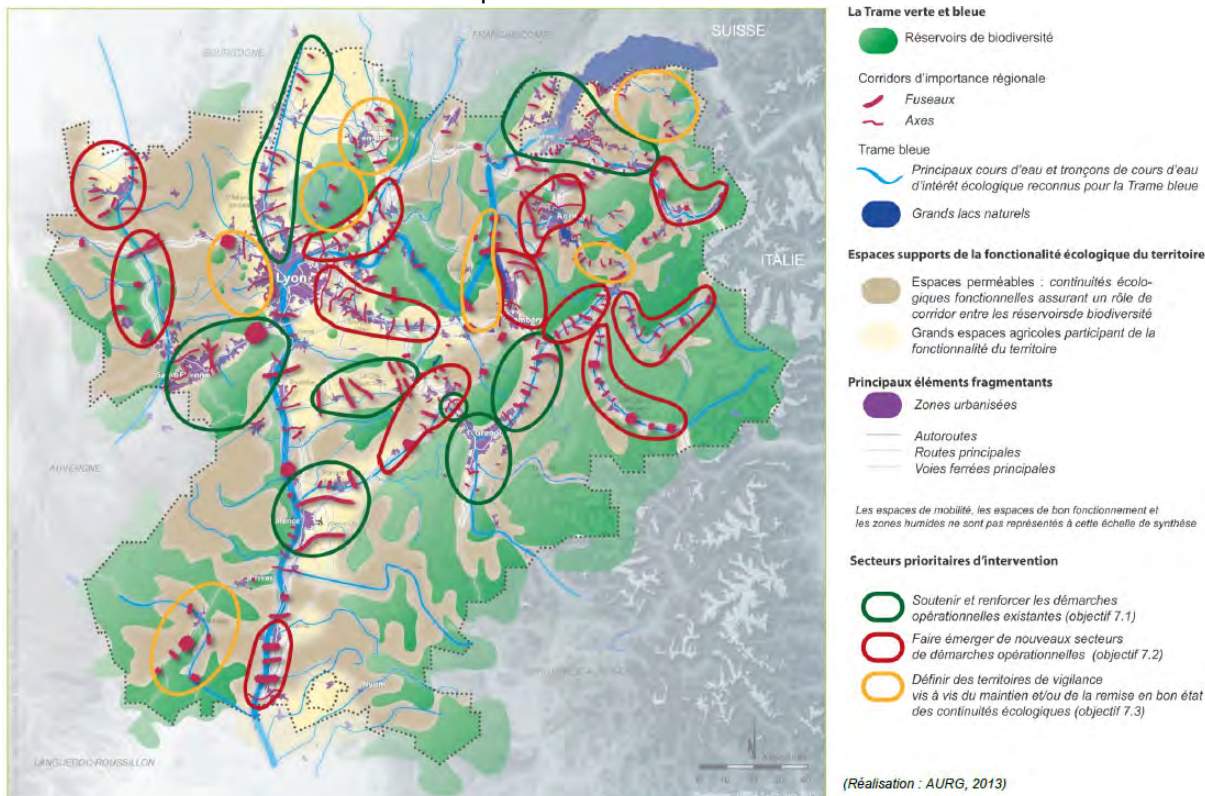 BOURGOGNE
FRANCHE-COMTÉ
SUISSE
ITALIE
Lyon
AUVERGNE
LANGUEDOC-ROUSSILLON
La Trame verte et bleue
Réservoirs de biodiversité
Corridors d'importance régionale
Fuseaux
Axes
Trame bleue
Principaux cours d'eau et tronçons de cours d'eau
d'intérêt écologique reconnus pour la Trame bleue
Grands lacs naturels
Espaces supports de la fonctionalité écologique du territoire
Espaces perméables : continuités écolo-
giques fonctionnelles assurant un rôle de
corridor entre les réservoirsde biodiversité
Grands espaces agricoles participant de la
fonctionalité du territoire
Principaux éléments fragmentants
Zones urbanisées
Autoroutes
Routes principales
Voies ferrées principales
Les espaces de mobilité, les espaces de bon fonctionnement et
les zones humides ne sont pas représentés à cette échelle de synthèse
Secteurs prioritaires d'intervention
Soutenir et renforcer les démarches
opérationnelles existantes (objectif 7.1)
Faire émerger de nouveaux secteurs
de démarches opérationnelles (objectif 7.2)
Définir des territoires de vigilance
vis à vis du maintien et/ou de la remise en bon état
des continuités écologiques (objectif 7.3)
(Réalisation : AURG, 2013)